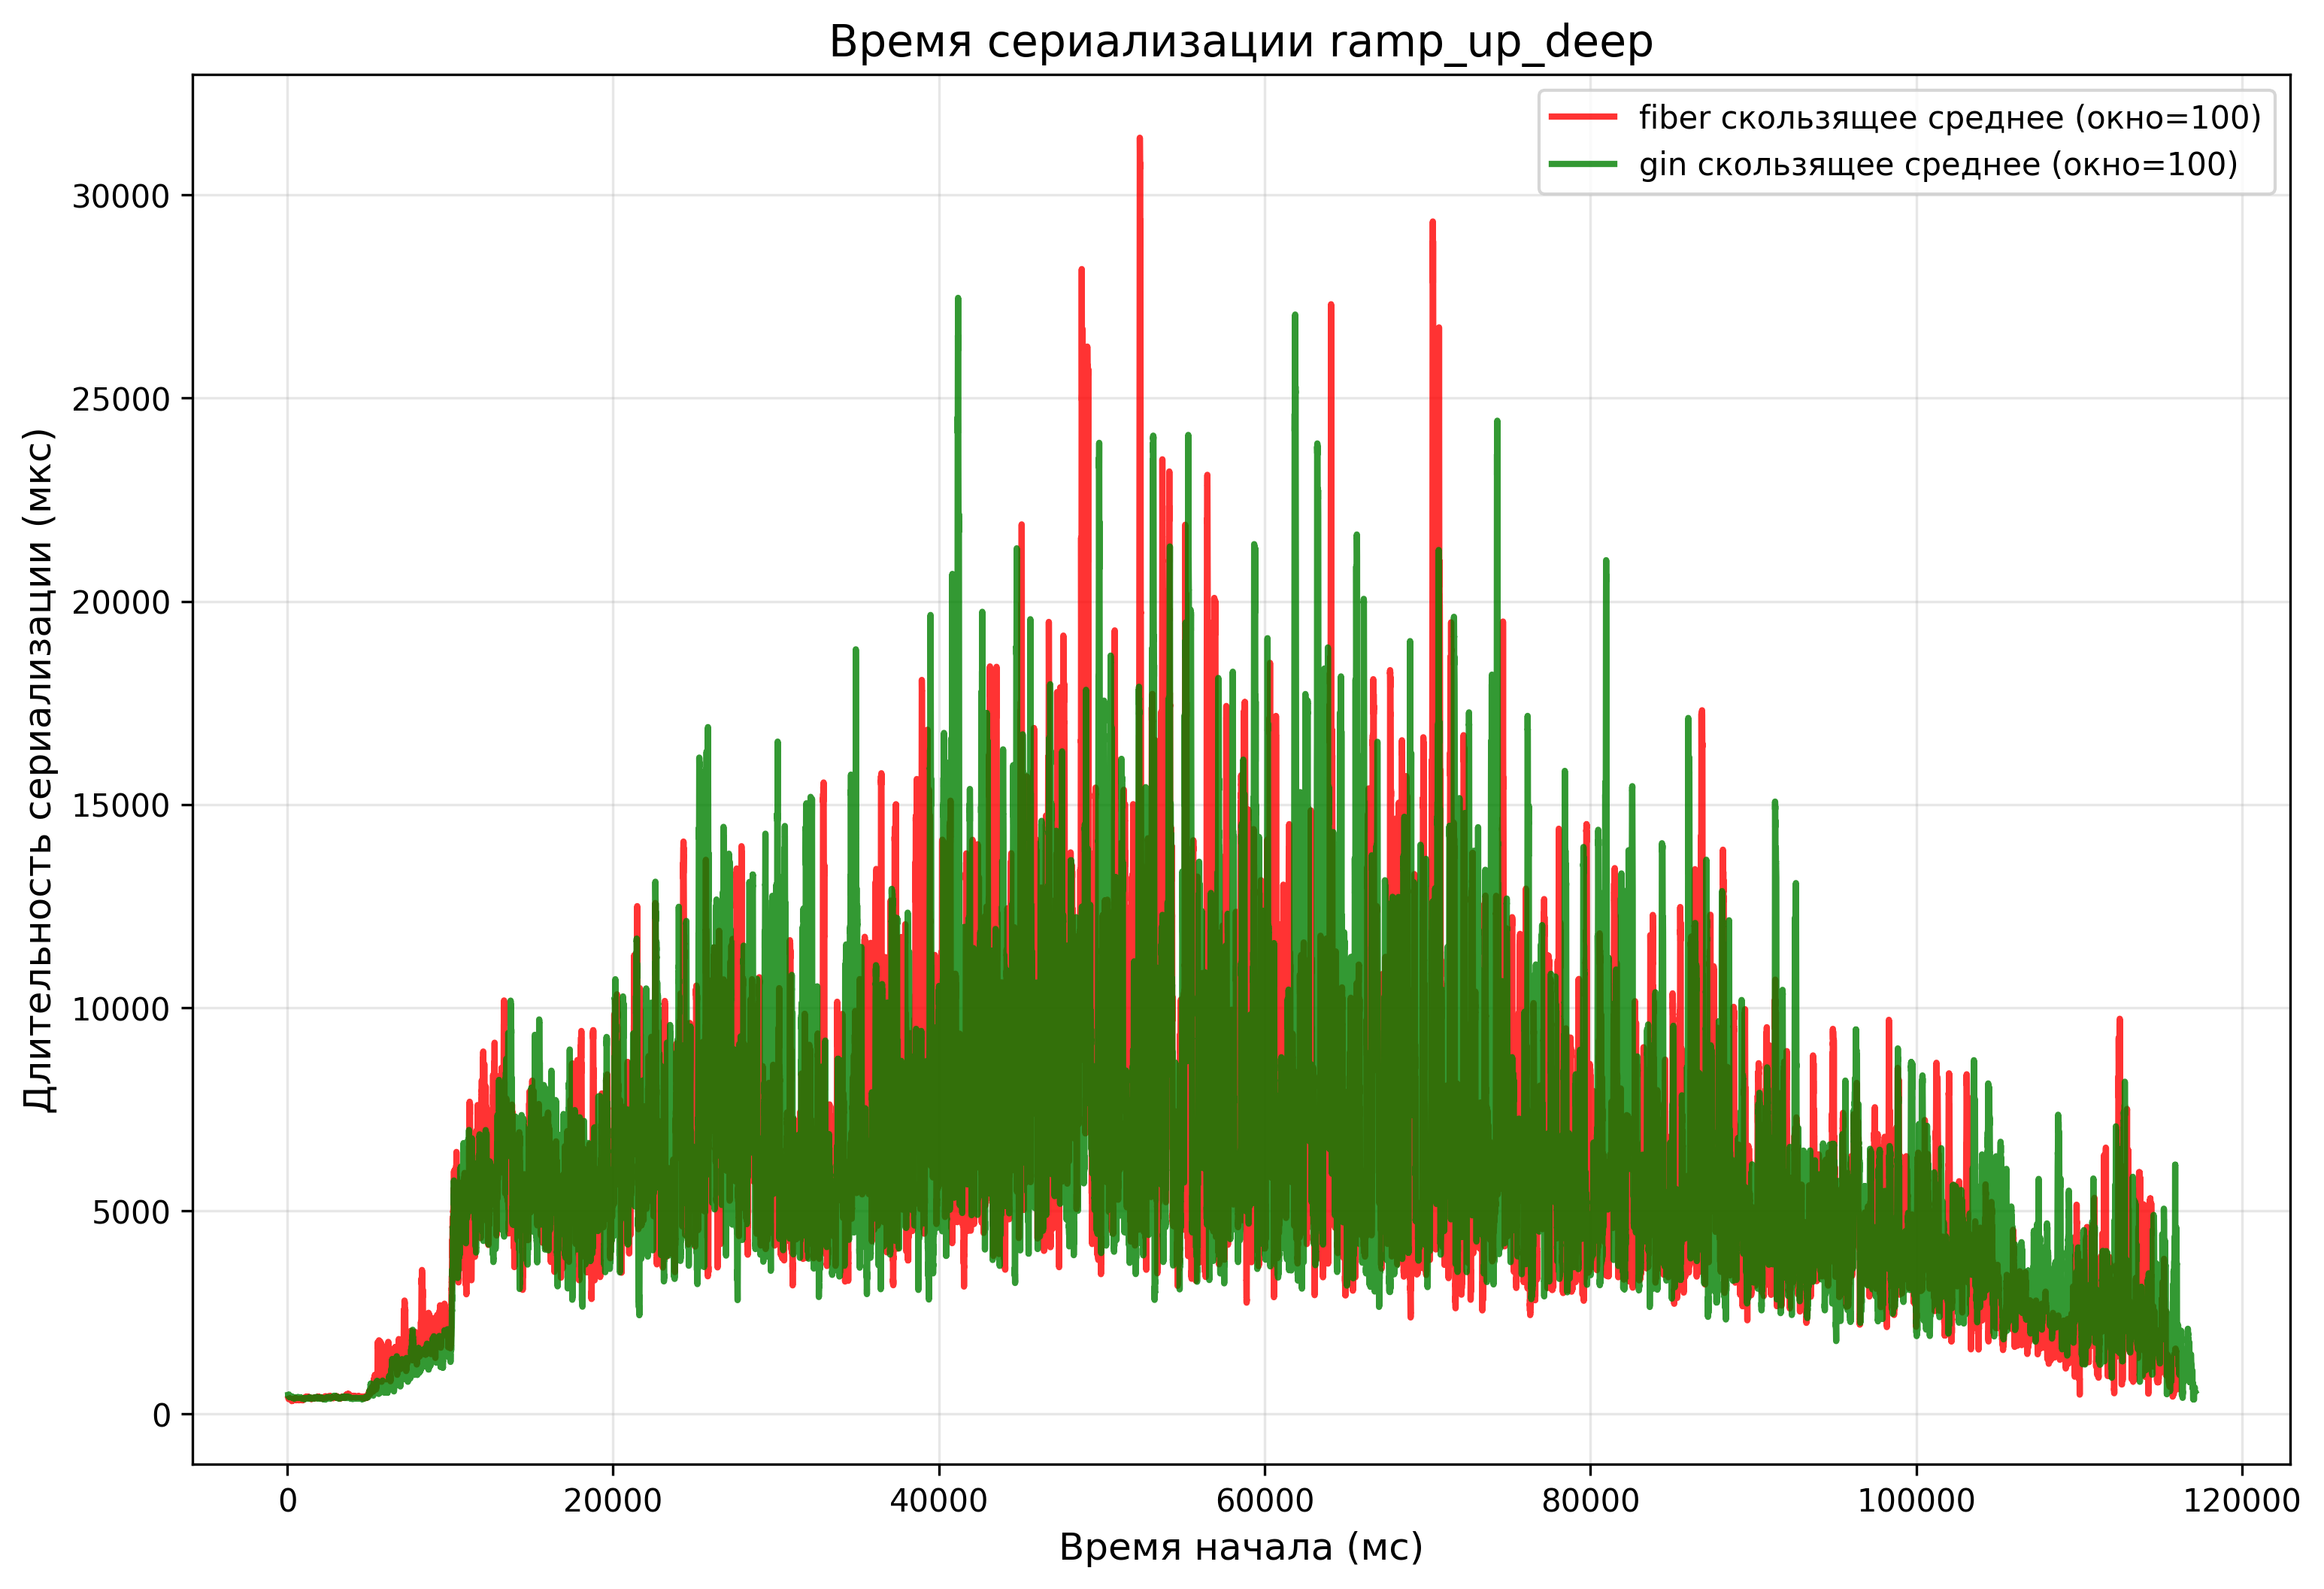 Время сериализации ramp_up_deep
fiber скользящее среднее (окно=100)
gin скользящее среднее (окно=100)
Длительность сериализации (мкс)
30000
25000
20000
15000
10000
5000
0
0 20000 40000 60000 80000 100000 120000
Время начала (мс)